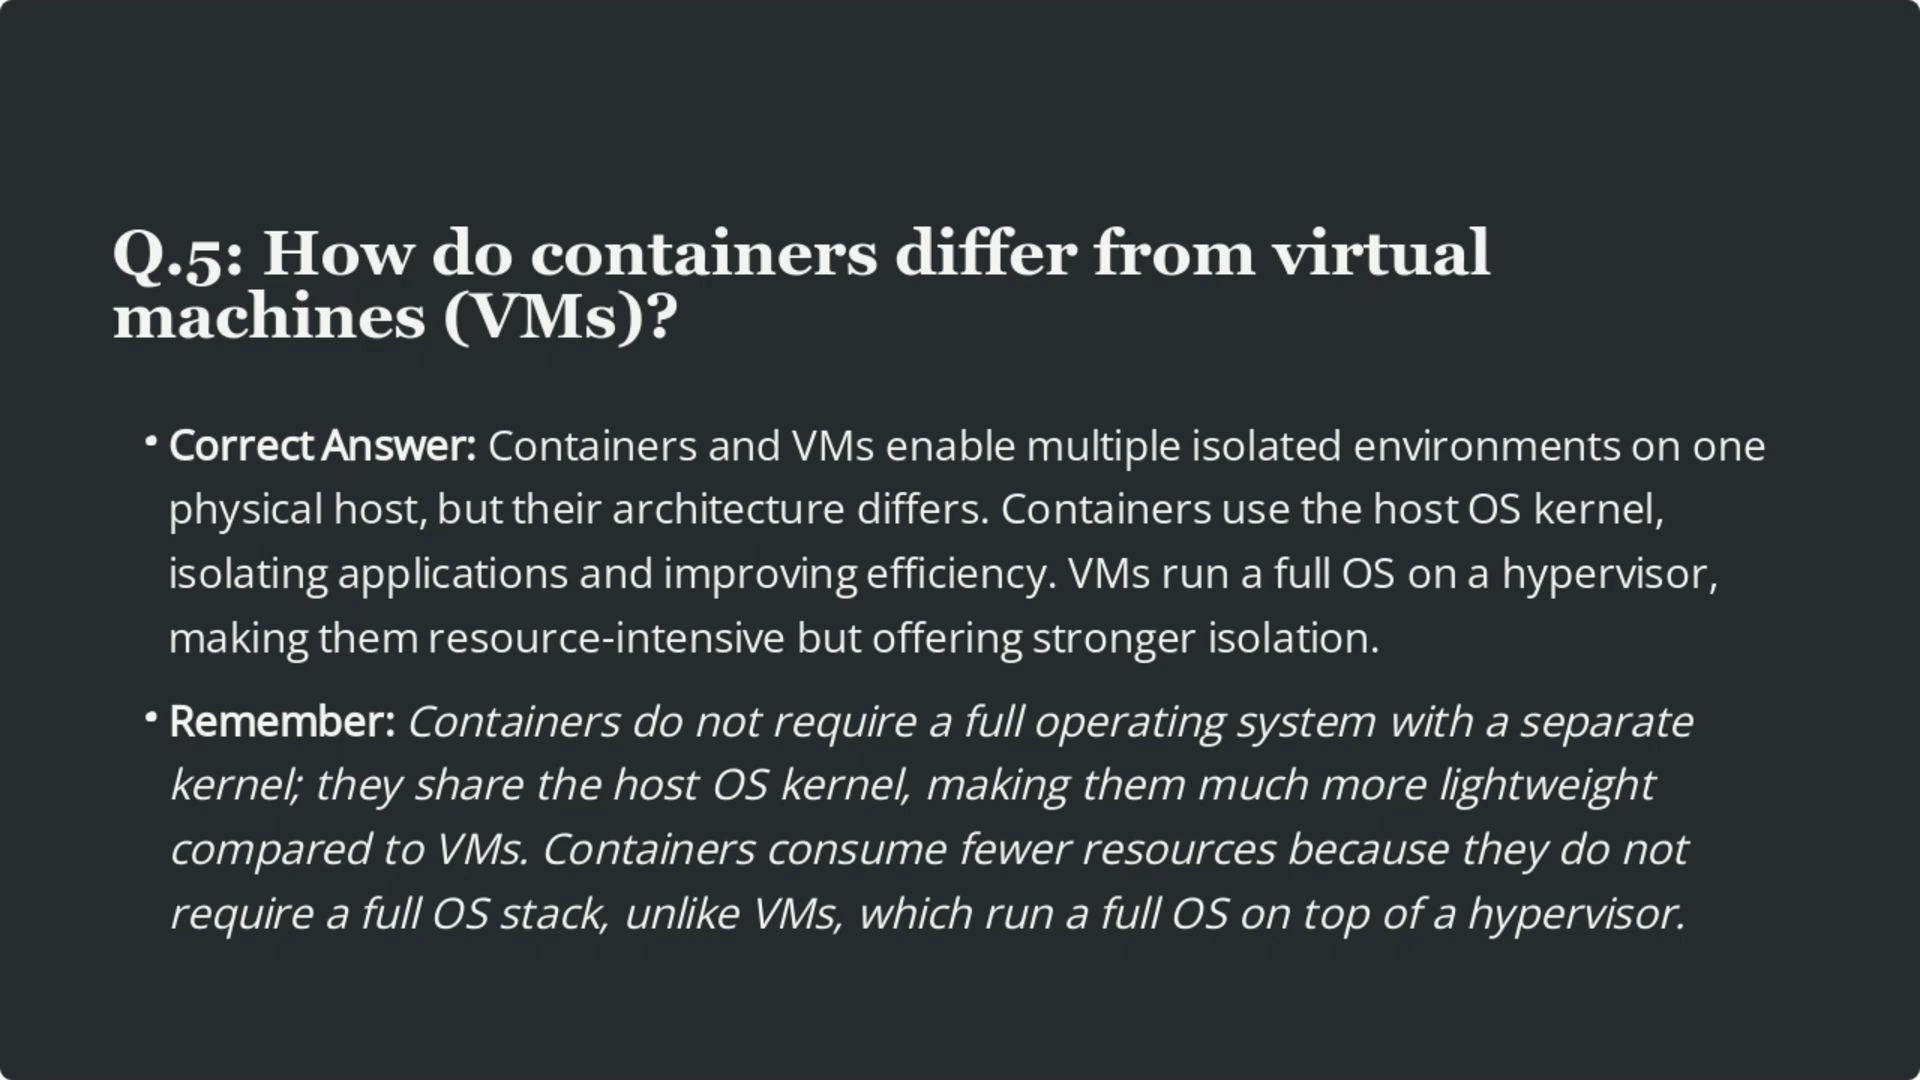 Q.5: How do containers differ from virtual
machines (VMs)?
• Correct Answer: Containers and VMs enable multiple isolated environments on one
physical host, but their architecture differs. Containers use the host OS kernel,
isolating applications and improving efficiency. VMs run a full OS on a hypervisor,
making them resource-intensive but offering stronger isolation.
• Remember: Containers do not require a full operating system with a separate
kernel; they share the host OS kernel, making them much more lightweight
compared to VMs. Containers consume fewer resources because they do not
require a full OS stack, unlike VMs, which run a full OS on top of a hypervisor.